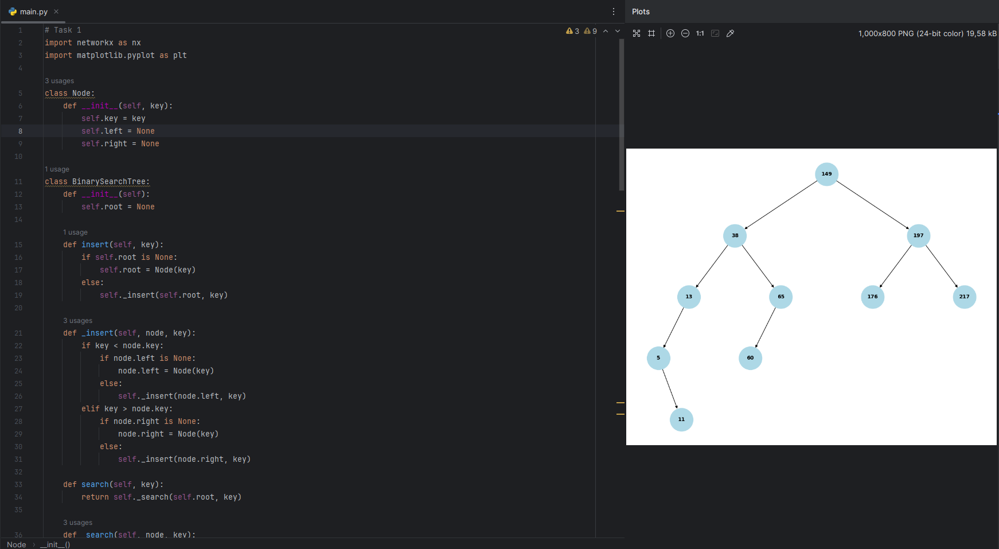 main.py
1 # Task 1
2 import networkx as nx
3 import matplotlib.pyplot as plt
4
3 usages
5 class Node:
6 def __init__(self, key):
7 self.key = key
8 self.left = None
9 self.right = None
10
1 usage
11 class BinarySearchTree:
12 def __init__(self):
13 self.root = None
14
1 usage
15 def insert(self, key):
16 if self.root is None:
17 self.root = Node(key)
18 else:
19 self._insert(self.root, key)
20
3 usages
21 def _insert(self, node, key):
22 if key < node.key:
23 if node.left is None:
24 node.left = Node(key)
25 else:
26 self._insert(node.left, key)
27 elif key > node.key:
28 if node.right is None:
29 node.right = Node(key)
30 else:
31 self._insert(node.right, key)
32
33 def search(self, key):
34 return self._search(self.root, key)
35
3 usages
36 def _search(self, node, key):
3 9
Node › __init__()
Plots
1:1
1,000x800 PNG (24-bit color) 19,58 kB
149
38 197
13 65 176 217
5 60
11